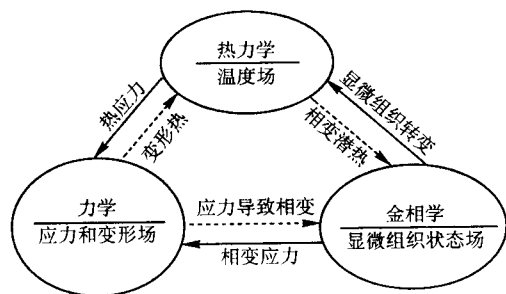 热力学
温度场
热应力
变形热
显微组织转变
相变潜热
力学
应力和变形场
应力导致相变
相变应力
金相学
显微组织状态场